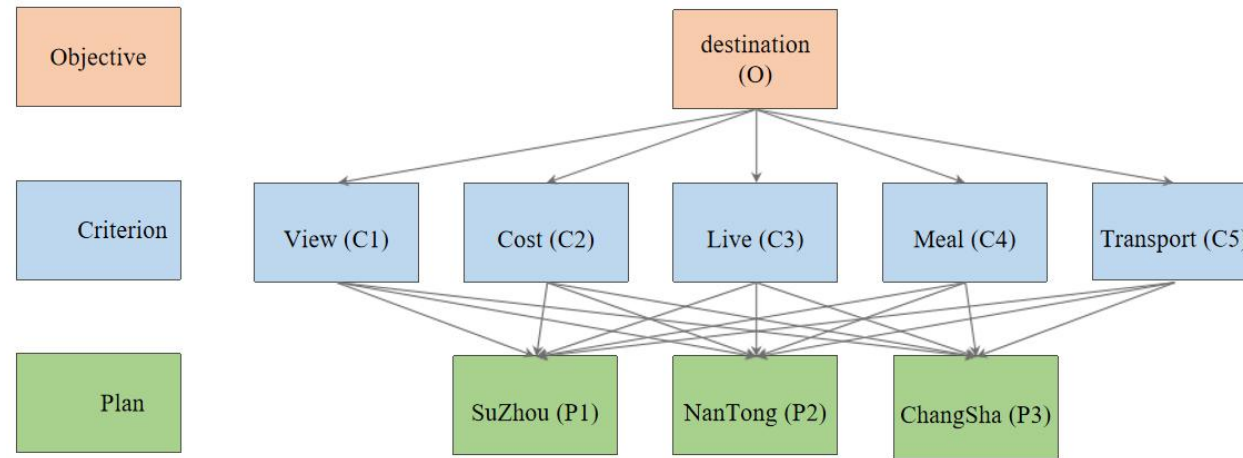 Objective
destination
(O)
Criterion
View (C1)
Cost (C2)
Live (C3)
Meal (C4)
Transport (C5)
Plan
SuZhou (P1)
NanTong (P2)
ChangSha (P3)